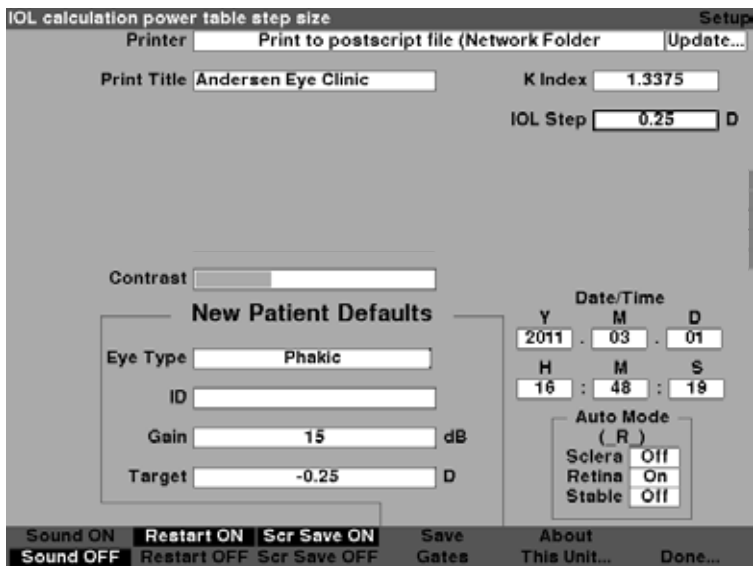 IOL calculation power table step size Setup
Printer Print to postscript file (Network Folder Update...
Print Title Andersen Eye Clinic K Index 1.3375
IOL Step 0.25 D
Contrast
Date/Time
New Patient Defaults
Y M D
2011 . 03 . 01
Eye Type Phakic
H M S
16 : 48 : 19
ID
Auto Mode
Gain 15 dB
(_R_)
Sclera Off
Target -0.25 D
Retina On
Stable Off
Sound ON Restart ON Scr Save ON Save About
Sound OFF Restart OFF Scr Save OFF Gates This Unit... Done...